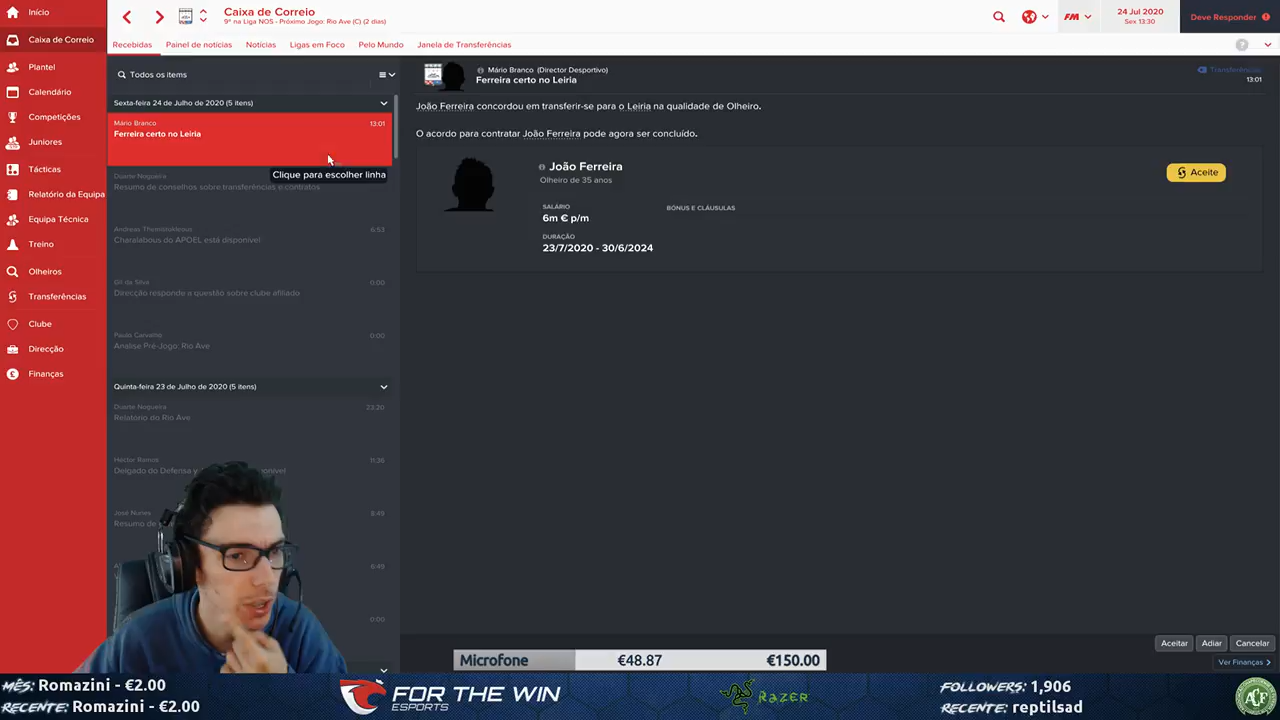 Início
Caixa de Correio
Plantel
Calendário
Competições
Juniores
Tácticas
Relatório da Equipa
Equipa Técnica
Treino
Olheiros
Transferências
Clube
Direcção
Finanças
Caixa de Correio
9º na Liga NOS - Próximo Jogo: Rio Ave (C) (2 dias)
FM
24 Jul 2020
Sex 13:30
Deve Responder
Recebidas
Painel de notícias
Notícias
Ligas em Foco
Pelo Mundo
Janela de Transferências
Todos os items
Sexta-feira 24 de Julho de 2020 (5 itens)
Mário Branco 13:01
Ferreira certo no Leiria
Clique para escolher linha
Duarte Nogueira
Resumo de conselhos sobre transferências e contratos
Andreas Themistokleous 6:53
Charalabous do APOEL está disponível
Gil da Silva 0:00
Direcção responde a questão sobre clube afiliado
Paulo Carvalho 0:00
Análise Pré-Jogo: Rio Ave
Quinta-feira 23 de Julho de 2020 (5 itens)
Duarte Nogueira 23:20
Relatório do Rio Ave
Héctor Ramos 11:36
Delgado do Defensa y
José Nunes 8:49
Resumo de
6:49
0:00
Mário Branco (Director Desportivo)
Ferreira certo no Leiria
Transferências
13:01
João Ferreira concordou em transferir-se para o Leiria na qualidade de Olheiro.
O acordo para contratar João Ferreira pode agora ser concluído.
João Ferreira
Olheiro de 35 anos
Aceite
SALÁRIO
6m € p/m
BÓNUS E CLÁUSULAS
DURAÇÃO
23/7/2020 - 30/6/2024
Aceitar
Adiar
Cancelar
Ver Finanças
Microfone €48.87 €150.00
MÊS: Romazini - €2.00
RECENTE: Romazini - €2.00
FOR THE WIN
ESPORTS
RAZER
FOLLOWERS: 1,906
RECENTE: reptilsad